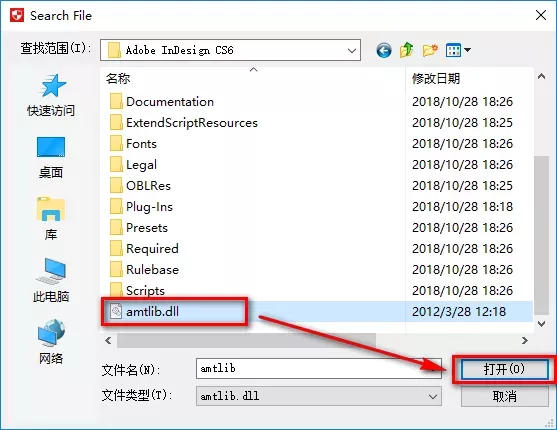 Search File
查找范围(I):
Adobe InDesign CS6
名称
修改日期
Documentation
2018/10/28 18:26
ExtendScriptResources
2018/10/28 18:25
Fonts
2018/10/28 18:26
Legal
2018/10/28 18:26
OBLRes
2018/10/28 18:25
Plug-Ins
2018/10/28 18:18
Presets
2018/10/28 18:26
Required
2018/10/28 18:26
Rulebase
2018/10/28 18:26
Scripts
2018/10/28 18:26
amtlib.dll
2012/3/28 12:18
快速访问
桌面
库
此电脑
网络
文件名(N):
amtlib
打开(O)
文件类型(T):
amtlib.dll
取消